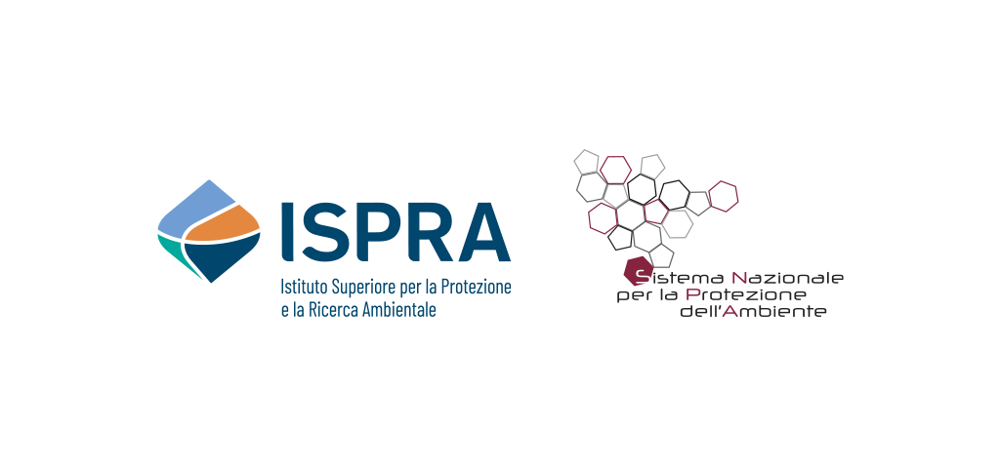 ISPRA
Istituto Superiore per la Protezione
e la Ricerca Ambientale
Sistema Nazionale
per la Protezione
dell'Ambiente